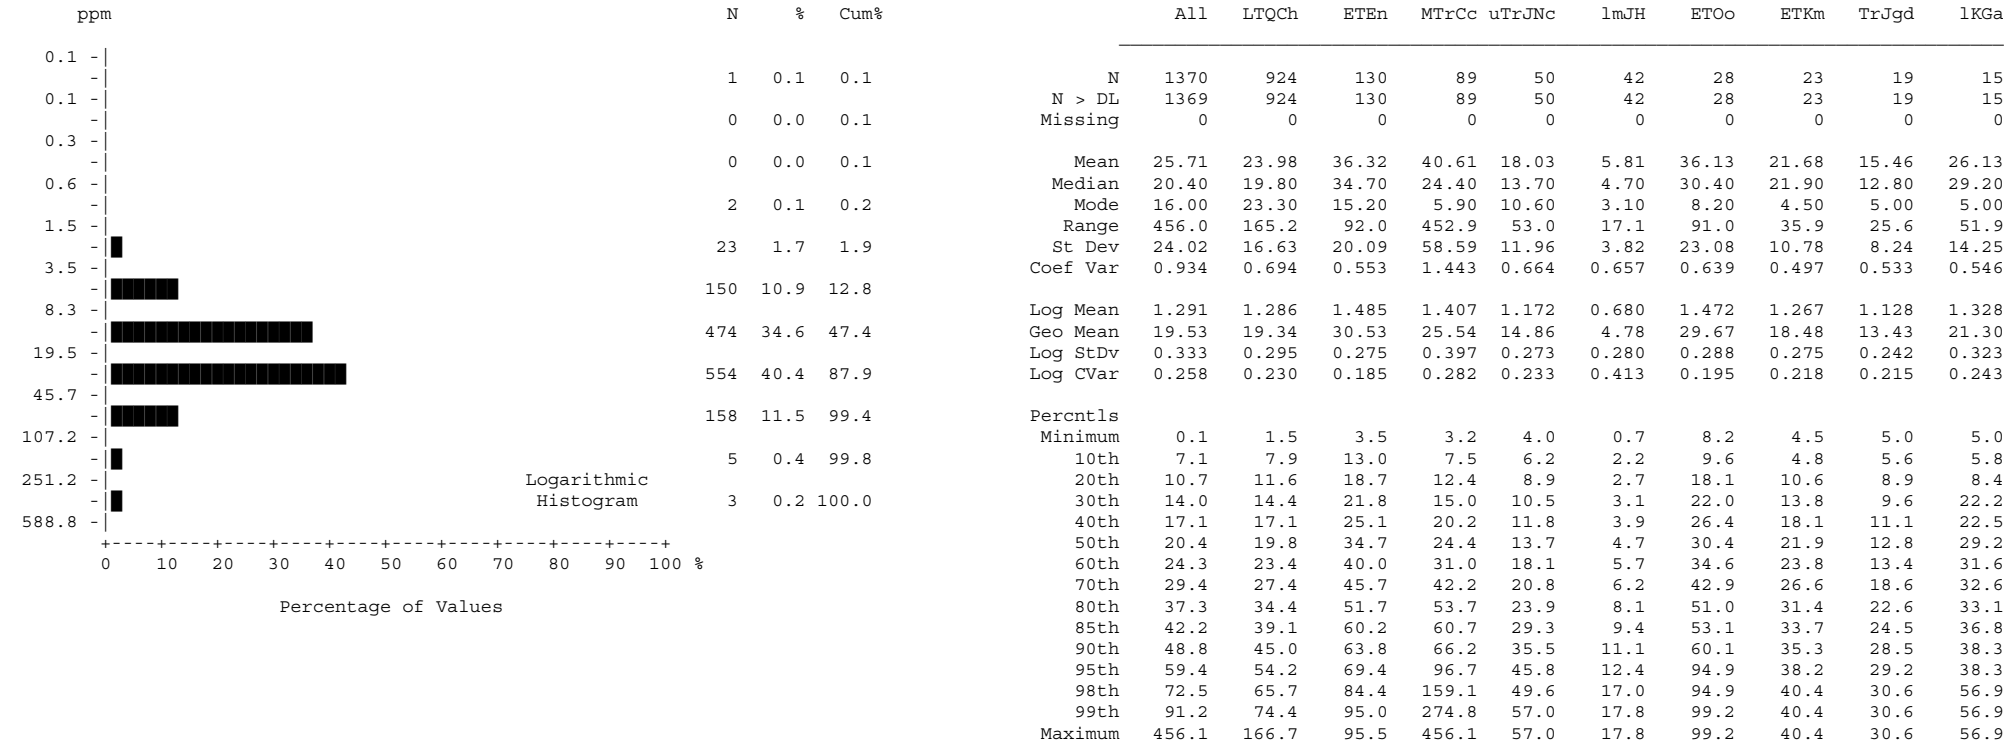 ppm N % Cum%
0.1 -|
-| 1 0.1 0.1
0.1 -|
-| 0 0.0 0.1
0.3 -|
-| 0 0.0 0.1
0.6 -|
-| 2 0.1 0.2
1.5 -|
-| 23 1.7 1.9
3.5 -|
-| 150 10.9 12.8
8.3 -|
-| 474 34.6 47.4
19.5 -|
-| 554 40.4 87.9
45.7 -|
-| 158 11.5 99.4
107.2 -|
-| 5 0.4 99.8
251.2 -| Logarithmic
-| Histogram 3 0.2 100.0
588.8 -|
+----+----+----+----+----+----+----+----+----+----+
0 10 20 30 40 50 60 70 80 90 100 %
Percentage of Values
All LTQCh ETEn MTrCc uTrJNc lmJH ETOo ETKm TrJgd lKGa
N 1370 924 130 89 50 42 28 23 19 15
N > DL 1369 924 130 89 50 42 28 23 19 15
Missing 0 0 0 0 0 0 0 0 0 0
Mean 25.71 23.98 36.32 40.61 18.03 5.81 36.13 21.68 15.46 26.13
Median 20.40 19.80 34.70 24.40 13.70 4.70 30.40 21.90 12.80 29.20
Mode 16.00 23.30 15.20 5.90 10.60 3.10 8.20 4.50 5.00 5.00
Range 456.0 165.2 92.0 452.9 53.0 17.1 91.0 35.9 25.6 51.9
St Dev 24.02 16.63 20.09 58.59 11.96 3.82 23.08 10.78 8.24 14.25
Coef Var 0.934 0.694 0.553 1.443 0.664 0.657 0.639 0.497 0.533 0.546
Log Mean 1.291 1.286 1.485 1.407 1.172 0.680 1.472 1.267 1.128 1.328
Geo Mean 19.53 19.34 30.53 25.54 14.86 4.78 29.67 18.48 13.43 21.30
Log StDv 0.333 0.295 0.275 0.397 0.273 0.280 0.288 0.275 0.242 0.323
Log CVar 0.258 0.230 0.185 0.282 0.233 0.413 0.195 0.218 0.215 0.243
Percntls
Minimum 0.1 1.5 3.5 3.2 4.0 0.7 8.2 4.5 5.0 5.0
10th 7.1 7.9 13.0 7.5 6.2 2.2 9.6 4.8 5.6 5.8
20th 10.7 11.6 18.7 12.4 8.9 2.7 18.1 10.6 8.9 8.4
30th 14.0 14.4 21.8 15.0 10.5 3.1 22.0 13.8 9.6 22.2
40th 17.1 17.1 25.1 20.2 11.8 3.9 26.4 18.1 11.1 22.5
50th 20.4 19.8 34.7 24.4 13.7 4.7 30.4 21.9 12.8 29.2
60th 24.3 23.4 40.0 31.0 18.1 5.7 34.6 23.8 13.4 31.6
70th 29.4 27.4 45.7 42.2 20.8 6.2 42.9 26.6 18.6 32.6
80th 37.3 34.4 51.7 53.7 23.9 8.1 51.0 31.4 22.6 33.1
85th 42.2 39.1 60.2 60.7 29.3 9.4 53.1 33.7 24.5 36.8
90th 48.8 45.0 63.8 66.2 35.5 11.1 60.1 35.3 28.5 38.3
95th 59.4 54.2 69.4 96.7 45.8 12.4 94.9 38.2 29.2 38.3
98th 72.5 65.7 84.4 159.1 49.6 17.0 94.9 40.4 30.6 56.9
99th 91.2 74.4 95.0 274.8 57.0 17.8 99.2 40.4 30.6 56.9
Maximum 456.1 166.7 95.5 456.1 57.0 17.8 99.2 40.4 30.6 56.9